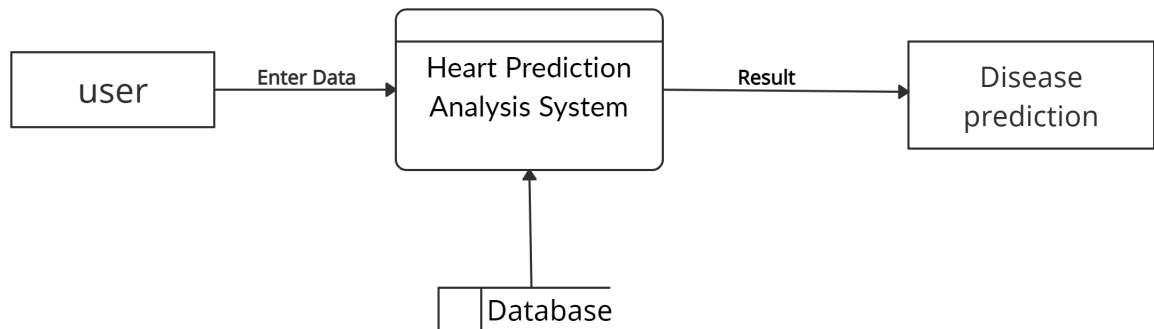 user
Enter Data
Heart Prediction
Analysis System
Result
Disease
prediction
Database